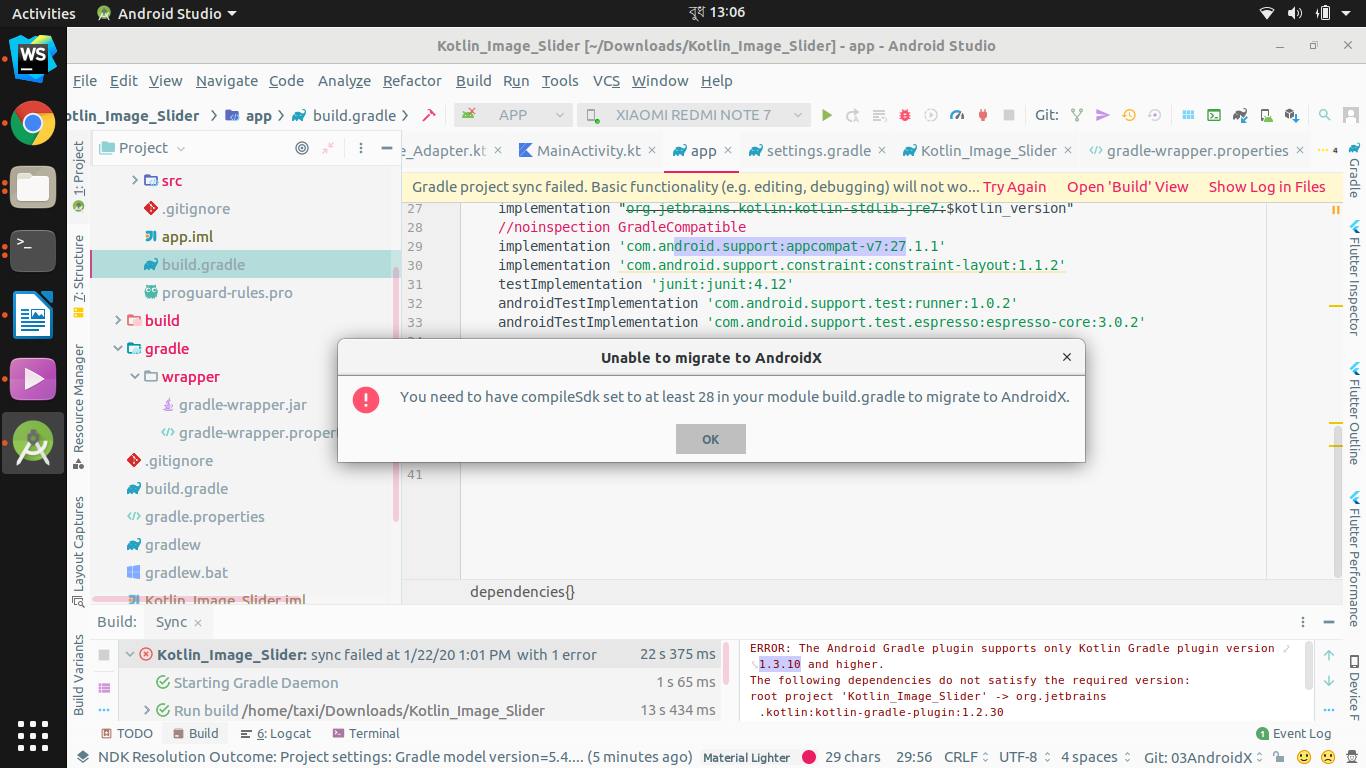 Activities Android Studio বুধ 13:06
Kotlin_Image_Slider [~/Downloads/Kotlin_Image_Slider] - app - Android Studio
File Edit View Navigate Code Analyze Refactor Build Run Tools VCS Window Help
otlin_Image_Slider app build.gradle APP XIAOMI REDMI NOTE 7 Git:
Project e_Adapter.kt MainActivity.kt app settings.gradle Kotlin_Image_Slider gradle-wrapper.properties 4
Gradle project sync failed. Basic functionality (e.g. editing, debugging) will not wo... Try Again Open 'Build' View Show Log in Files
src
.gitignore
app.iml
build.gradle
proguard-rules.pro
build
gradle
wrapper
gradle-wrapper.jar
gradle-wrapper.propert
.gitignore
build.gradle
gradle.properties
gradlew
gradlew.bat
Kotlin_Image_Slider.iml
27 implementation "org.jetbrains.kotlin:kotlin-stdlib-jre7:$kotlin_version"
28 //noinspection GradleCompatible
29 implementation 'com.android.support:appcompat-v7:27.1.1'
30 implementation 'com.android.support.constraint:constraint-layout:1.1.2'
31 testImplementation 'junit:junit:4.12'
32 androidTestImplementation 'com.android.support.test:runner:1.0.2'
33 androidTestImplementation 'com.android.support.test.espresso:espresso-core:3.0.2'
Unable to migrate to AndroidX
You need to have compileSdk set to at least 28 in your module build.gradle to migrate to AndroidX.
OK
41
dependencies{}
1: Project
7: Structure
Resource Manager
Layout Captures
Build Variants
Gradle
Flutter Inspector
Flutter Outline
Flutter Performance
Device F
Build: Sync
Kotlin_Image_Slider: sync failed at 1/22/20 1:01 PM with 1 error 22 s 375 ms
Starting Gradle Daemon 1 s 65 ms
Run build /home/taxi/Downloads/Kotlin_Image_Slider 13 s 434 ms
ERROR: The Android Gradle plugin supports only Kotlin Gradle plugin version
1.3.10 and higher.
The following dependencies do not satisfy the required version:
root project 'Kotlin_Image_Slider' -> org.jetbrains
.kotlin:kotlin-gradle-plugin:1.2.30
TODO Build 6: Logcat Terminal 1 Event Log
NDK Resolution Outcome: Project settings: Gradle model version=5.4.... (5 minutes ago) Material Lighter 29 chars 29:56 CRLF UTF-8 4 spaces Git: 03AndroidX